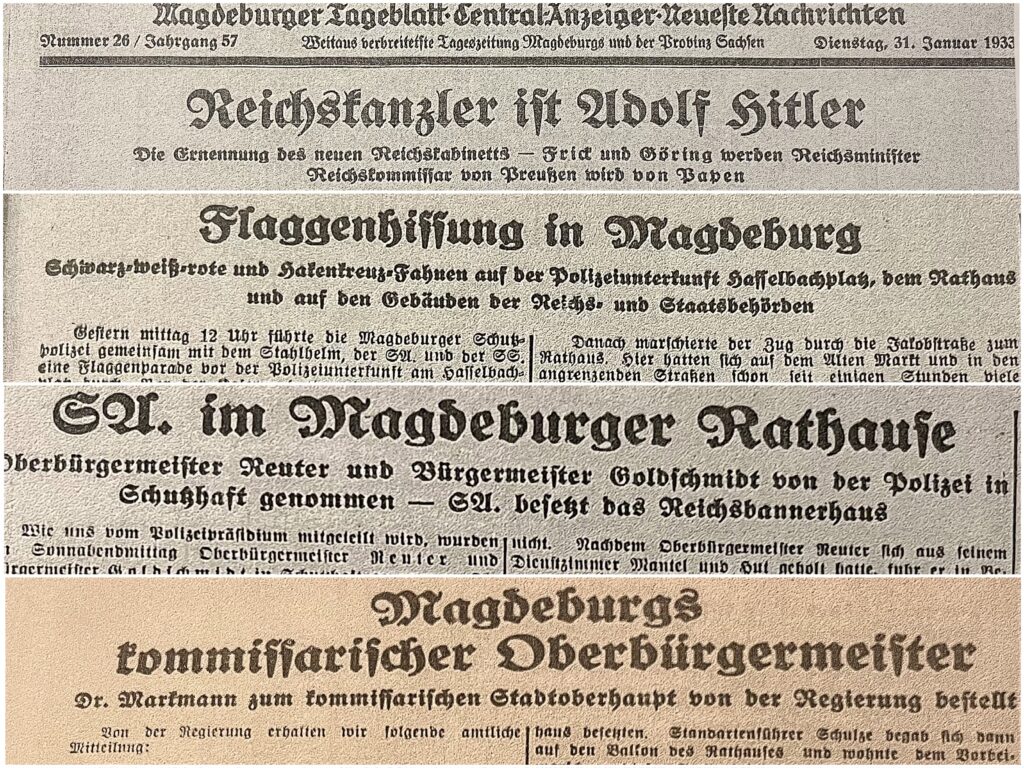 Magdeburger Tageblatt·Central-Anzeiger·Neueste Nachrichten
Nummer 26 / Jahrgang 57 Weitaus verbreitetste Tageszeitung Magdeburgs und der Provinz Sachsen Dienstag, 31. Januar 1933
Reichskanzler ist Adolf Hitler
Die Ernennung des neuen Reichskabinetts — Frick und Göring werden Reichsminister
Reichskommissar von Preußen wird von Papen
Flaggenhissung in Magdeburg
Schwarz-weiß-rote und Hakenkreuz-Fahnen auf der Polizeiunterkunft Hasselbachplatz, dem Rathaus
und auf den Gebäuden der Reichs- und Staatsbehörden
Gestern mittag 12 Uhr führte die Magdeburger Schutz-
polizei gemeinsam mit dem Stahlhelm, der SA. und der SS.
eine Flaggenparade vor der Polizeiunterkunft am Hasselbach-
Danach marschierte der Zug durch die Jakobstraße zum
Rathaus. Hier hatten sich auf dem Alten Markt und in den
angrenzenden Straßen schon seit einigen Stunden viele
SA. im Magdeburger Rathause
Oberbürgermeister Reuter und Bürgermeister Goldschmidt von der Polizei in
Schutzhaft genommen — SA. besetzt das Reichsbannerhaus
Wie uns vom Polizeipräsidium mitgeteilt wird, wurden
Sonnabendmittag Oberbürgermeister Reuter und
nicht. Nachdem Oberbürgermeister Reuter sich aus seinem
Dienstzimmer Mantel und Hut geholt hatte, fuhr er in Be-
Magdeburgs
kommissarischer Oberbürgermeister
Dr. Markmann zum kommissarischen Stadtoberhaupt von der Regierung bestellt
Von der Regierung erhalten wir folgende amtliche
Mitteilung:
haus besetzten. Standartenführer Schulze begab sich dann
auf den Balkon des Rathauses und wohnte dem Vorbei-